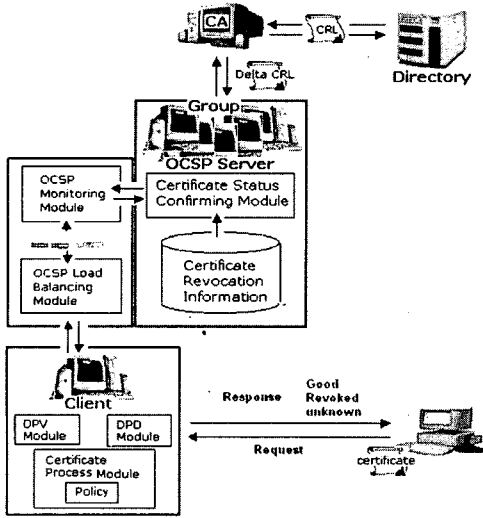 CA
CRL
Directory
Delta CRL
Group
OCSP Server
OCSP
Monitoring
Module
Certificate Status
Confirming Module
OCSP Load
Balancing
Module
Certificate
Revocation
Information
Client
DPV
Module
DPD
Module
Certificate
Process Module
Policy
Response
Good
Revoked
unknown
Request
certificate